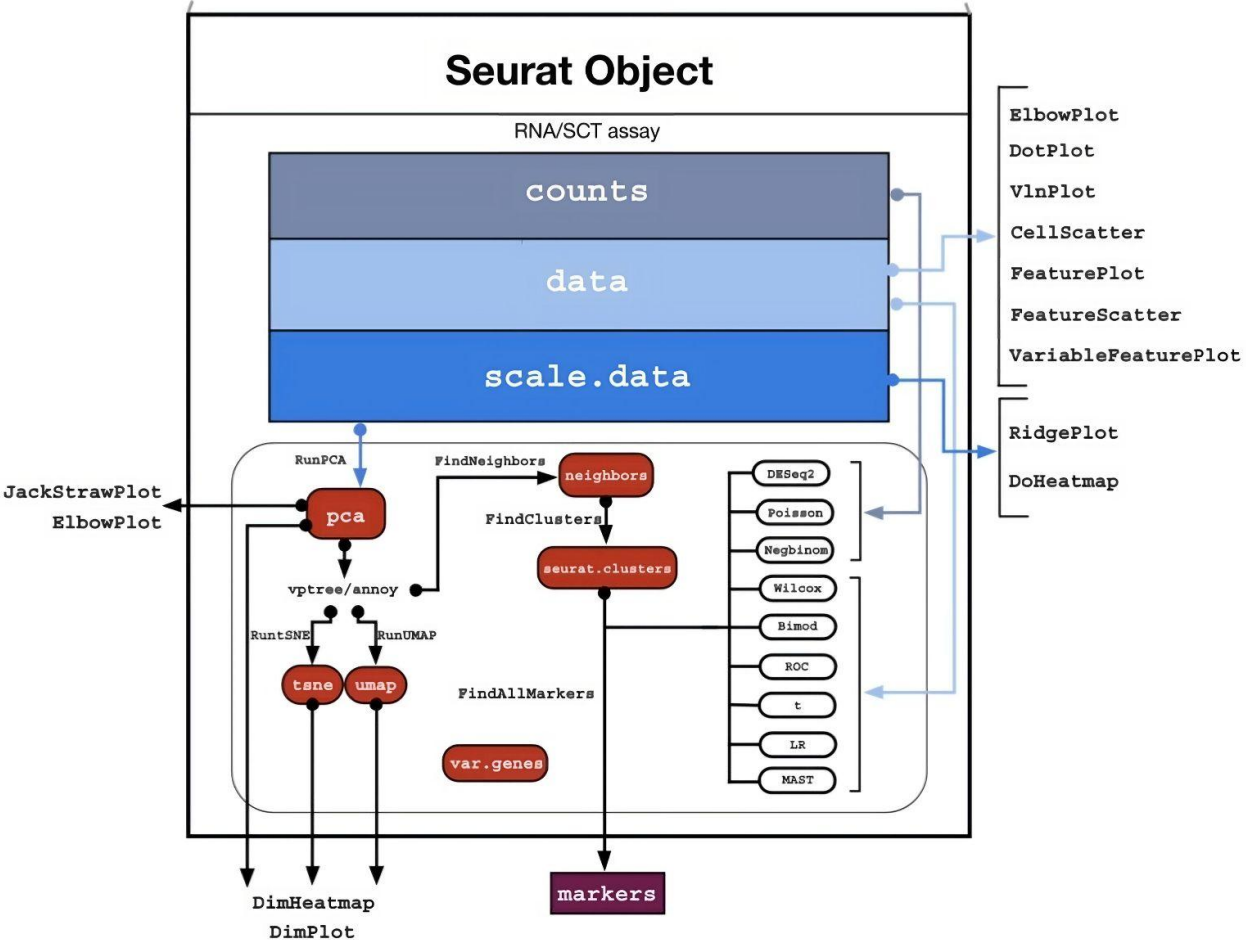 Seurat Object
RNA/SCT assay
counts
data
scale.data
ElbowPlot
DotPlot
VlnPlot
CellScatter
FeaturePlot
FeatureScatter
VariableFeaturePlot
RidgePlot
DoHeatmap
RunPCA
pca
JackStrawPlot
ElbowPlot
vptree/annoy
RuntSNE
RunUMAP
tsne
umap
FindNeighbors
neighbors
FindClusters
seurat.clusters
FindAllMarkers
var.genes
DESeq2
Poisson
Negbinom
Wilcox
Bimod
ROC
t
LR
MAST
DimHeatmap
DimPlot
markers